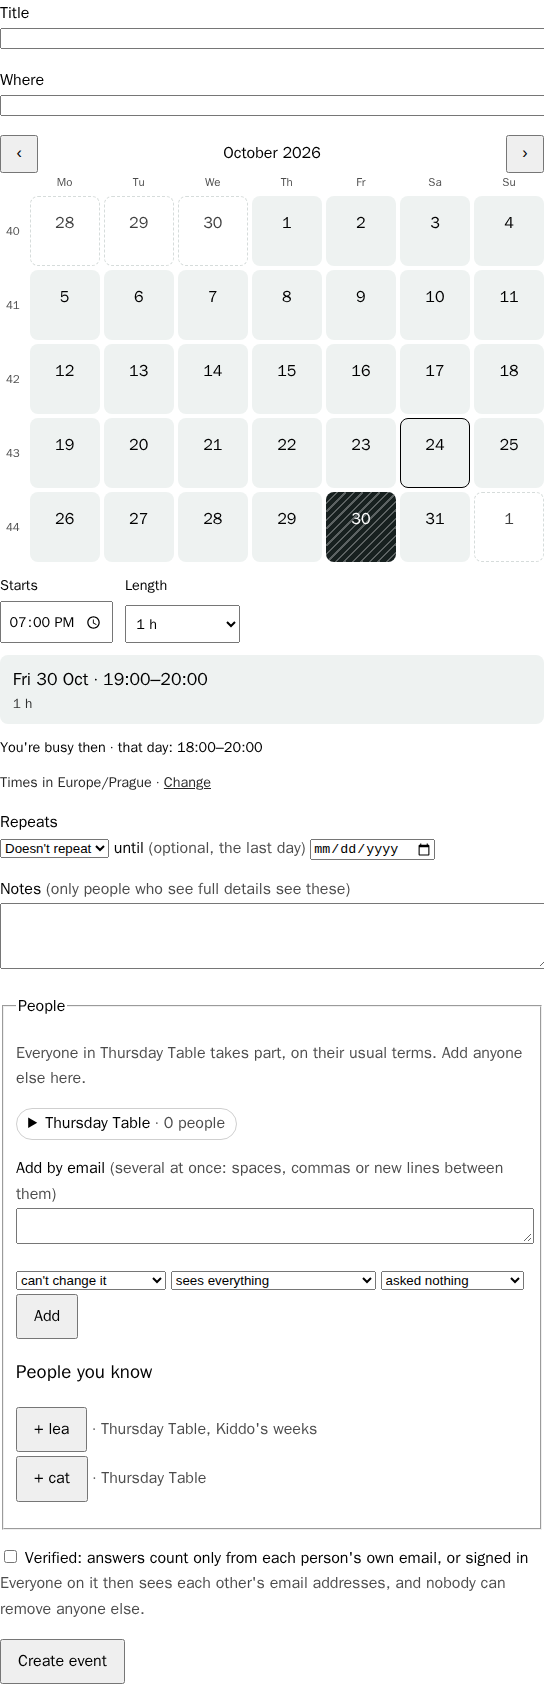 Title
Where
‹ October 2026 ›
Mo Tu We Th Fr Sa Su
40 28 29 30 1 2 3 4
41 5 6 7 8 9 10 11
42 12 13 14 15 16 17 18
43 19 20 21 22 23 24 25
44 26 27 28 29 30 31 1
Starts Length
07:00 PM 1 h
Fri 30 Oct · 19:00–20:00
1 h
You're busy then · that day: 18:00–20:00
Times in Europe/Prague · Change
Repeats
Doesn't repeat until (optional, the last day) mm/dd/yyyy
Notes (only people who see full details see these)
People
Everyone in Thursday Table takes part, on their usual terms. Add anyone
else here.
▶ Thursday Table · 0 people
Add by email (several at once: spaces, commas or new lines between
them)
can't change it sees everything asked nothing
Add
People you know
+ lea · Thursday Table, Kiddo's weeks
+ cat · Thursday Table
Verified: answers count only from each person's own email, or signed in
Everyone on it then sees each other's email addresses, and nobody can
remove anyone else.
Create event